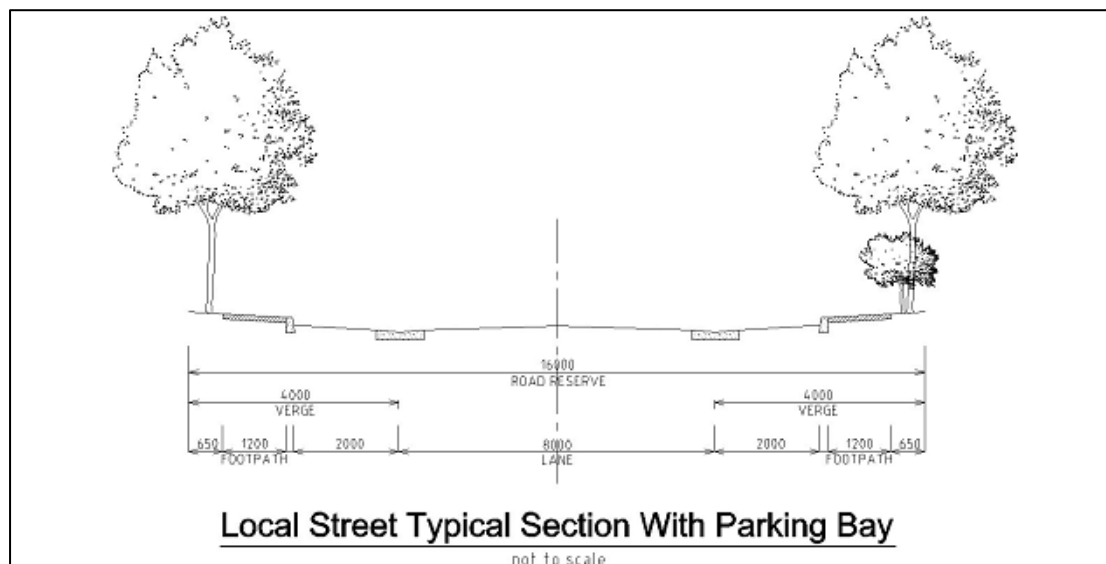 16000
ROAD RESERVE
4000 4000
VERGE VERGE
650 1200 2000 8000 2000 1200 650
FOOTPATH LANE FOOTPATH
Local Street Typical Section With Parking Bay
not to scale